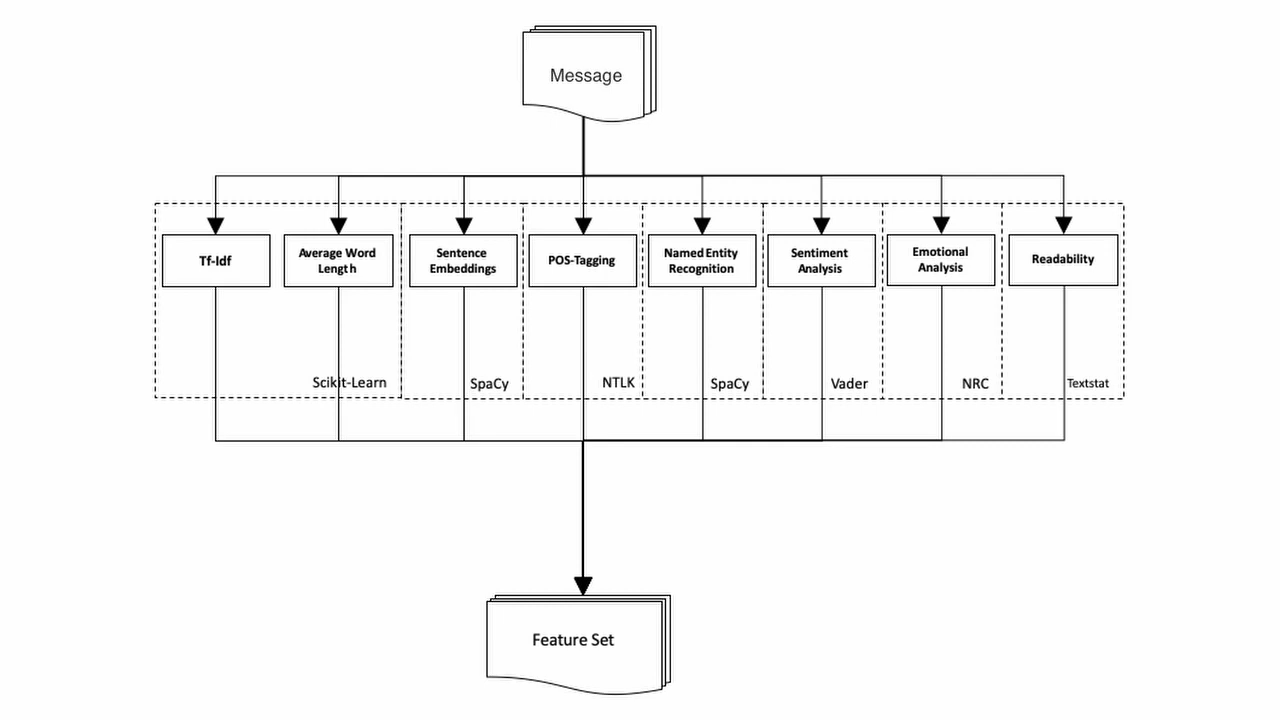 Message
Tf-Idf
Average Word
Length
Sentence
Embeddings
POS-Tagging
Named Entity
Recognition
Sentiment
Analysis
Emotional
Analysis
Readability
Scikit-Learn
SpaCy
NTLK
SpaCy
Vader
NRC
Textstat
Feature Set